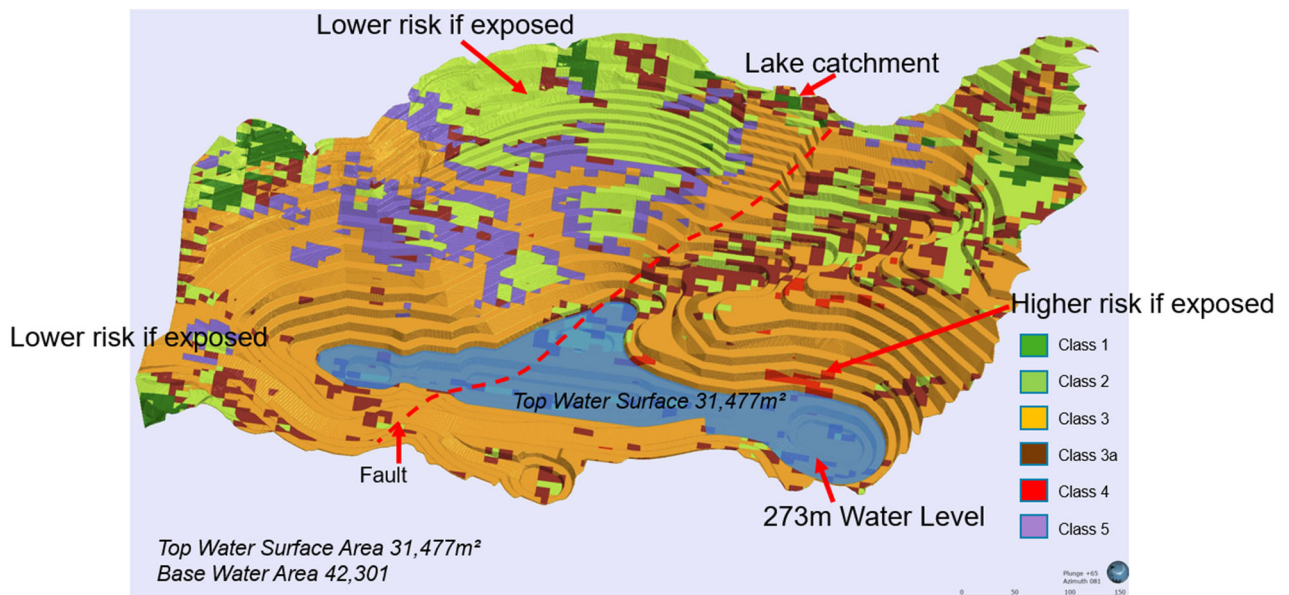 Lower risk if exposed
Lake catchment
Higher risk if exposed
Lower risk if exposed
Class 1
Class 2
Top Water Surface 31,477m²
Class 3
Class 3a
Fault
Class 4
273m Water Level
Class 5
Top Water Surface Area 31,477m²
Base Water Area 42,301
Plunge +65
Azimuth 081
0 50 100 150